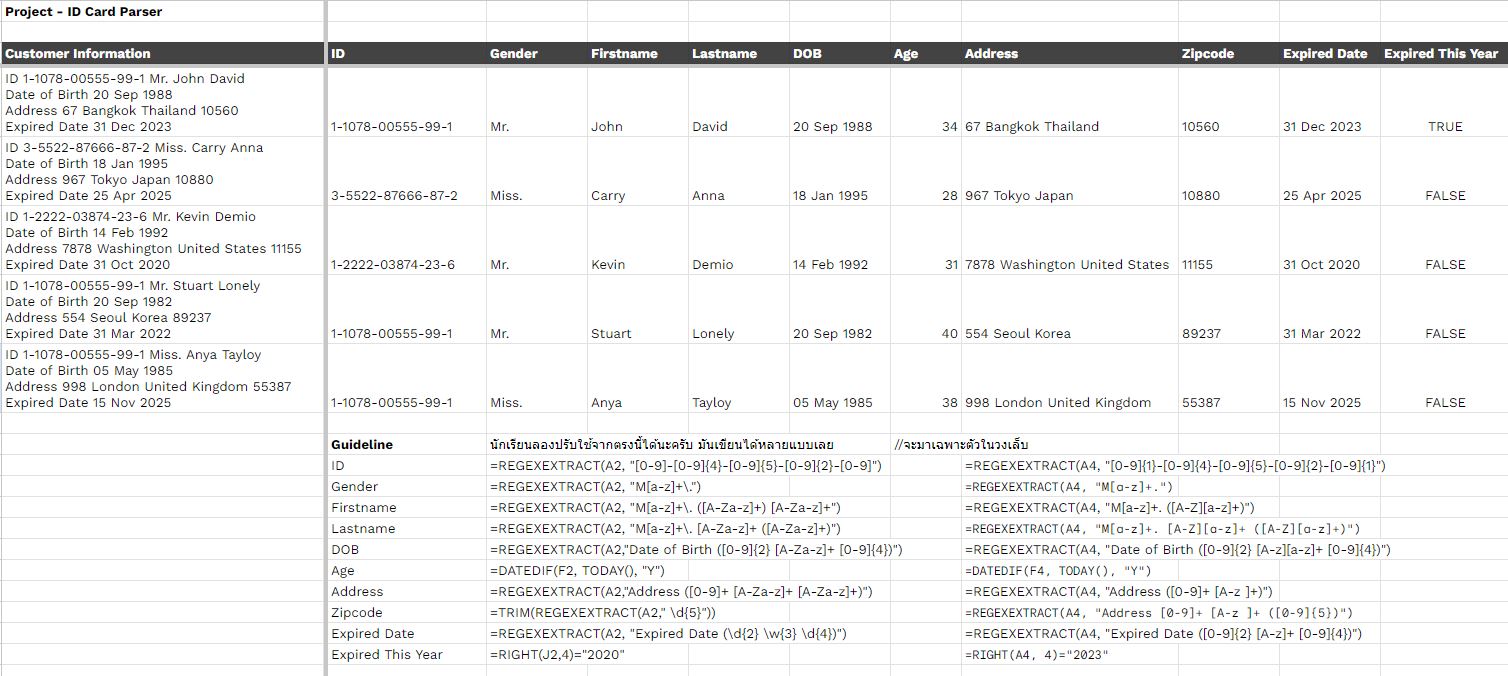 Project - ID Card Parser
Customer Information ID Gender Firstname Lastname DOB Age Address Zipcode Expired Date Expired This Year
ID 1-1078-00555-99-1 Mr. John David
Date of Birth 20 Sep 1988
Address 67 Bangkok Thailand 10560
Expired Date 31 Dec 2023 1-1078-00555-99-1 Mr. John David 20 Sep 1988 34 67 Bangkok Thailand 10560 31 Dec 2023 TRUE
ID 3-5522-87666-87-2 Miss. Carry Anna
Date of Birth 18 Jan 1995
Address 967 Tokyo Japan 10880
Expired Date 25 Apr 2025 3-5522-87666-87-2 Miss. Carry Anna 18 Jan 1995 28 967 Tokyo Japan 10880 25 Apr 2025 FALSE
ID 1-2222-03874-23-6 Mr. Kevin Demio
Date of Birth 14 Feb 1992
Address 7878 Washington United States 11155
Expired Date 31 Oct 2020 1-2222-03874-23-6 Mr. Kevin Demio 14 Feb 1992 31 7878 Washington United States 11155 31 Oct 2020 FALSE
ID 1-1078-00555-99-1 Mr. Stuart Lonely
Date of Birth 20 Sep 1982
Address 554 Seoul Korea 89237
Expired Date 31 Mar 2022 1-1078-00555-99-1 Mr. Stuart Lonely 20 Sep 1982 40 554 Seoul Korea 89237 31 Mar 2022 FALSE
ID 1-1078-00555-99-1 Miss. Anya Tayloy
Date of Birth 05 May 1985
Address 998 London United Kingdom 55387
Expired Date 15 Nov 2025 1-1078-00555-99-1 Miss. Anya Tayloy 05 May 1985 38 998 London United Kingdom 55387 15 Nov 2025 FALSE
Guideline นักเรียนลองปรับใช้จากตรงนี้ได้นะครับ มันเขียนได้หลายแบบเลย //จะมาเฉพาะตัวในวงเล็บ
ID =REGEXEXTRACT(A2, "[0-9]-[0-9]{4}-[0-9]{5}-[0-9]{2}-[0-9]") =REGEXEXTRACT(A4, "[0-9]{1}-[0-9]{4}-[0-9]{5}-[0-9]{2}-[0-9]{1}")
Gender =REGEXEXTRACT(A2, "M[a-z]+\.") =REGEXEXTRACT(A4, "M[a-z]+.")
Firstname =REGEXEXTRACT(A2, "M[a-z]+\. ([A-Za-z]+) [A-Za-z]+") =REGEXEXTRACT(A4, "M[a-z]+. ([A-Z][a-z]+)")
Lastname =REGEXEXTRACT(A2, "M[a-z]+\. [A-Za-z]+ ([A-Za-z]+)") =REGEXEXTRACT(A4, "M[a-z]+. [A-Z][a-z]+ ([A-Z][a-z]+)")
DOB =REGEXEXTRACT(A2,"Date of Birth ([0-9]{2} [A-Za-z]+ [0-9]{4})") =REGEXEXTRACT(A4, "Date of Birth ([0-9]{2} [A-z][a-z]+ [0-9]{4})")
Age =DATEDIF(F2, TODAY(), "Y") =DATEDIF(F4, TODAY(), "Y")
Address =REGEXEXTRACT(A2,"Address ([0-9]+ [A-Za-z]+ [A-Za-z]+)") =REGEXEXTRACT(A4, "Address ([0-9]+ [A-z ]+)")
Zipcode =TRIM(REGEXEXTRACT(A2," \d{5}")) =REGEXEXTRACT(A4, "Address [0-9]+ [A-z ]+ ([0-9]{5})")
Expired Date =REGEXEXTRACT(A2, "Expired Date (\d{2} \w{3} \d{4})") =REGEXEXTRACT(A4, "Expired Date ([0-9]{2} [A-z]+ [0-9]{4})")
Expired This Year =RIGHT(J2,4)="2020" =RIGHT(A4, 4)="2023"